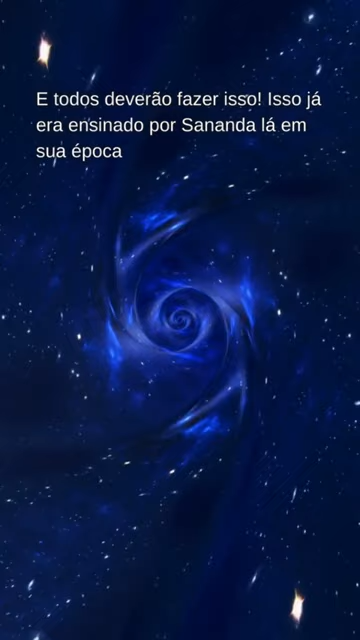 E todos deverão fazer isso! Isso já
era ensinado por Sananda lá em
sua época